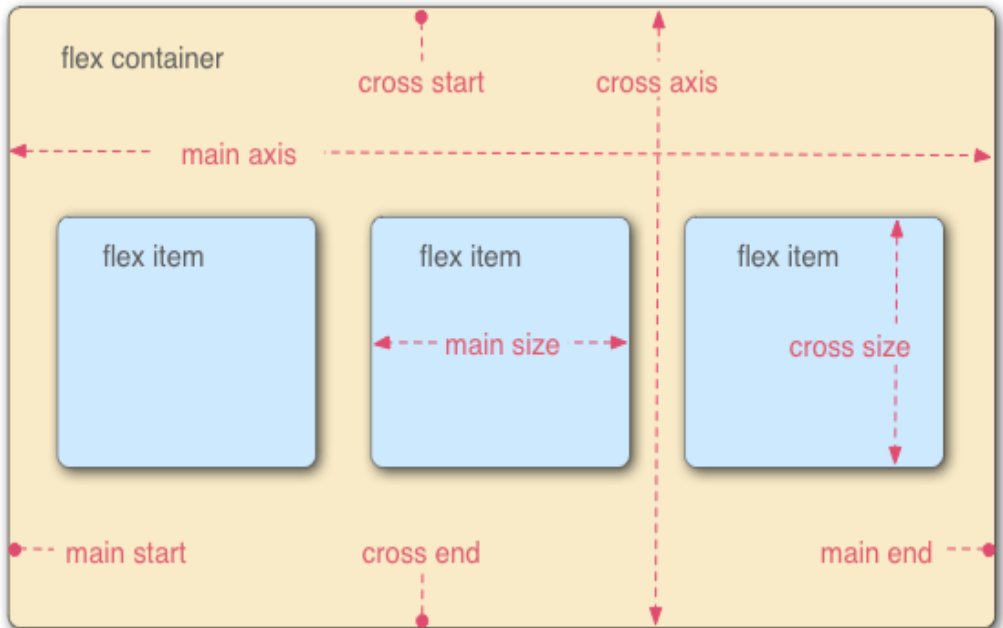 flex container
cross start
cross axis
main axis
flex item
flex item
flex item
main size
cross size
main start
cross end
main end